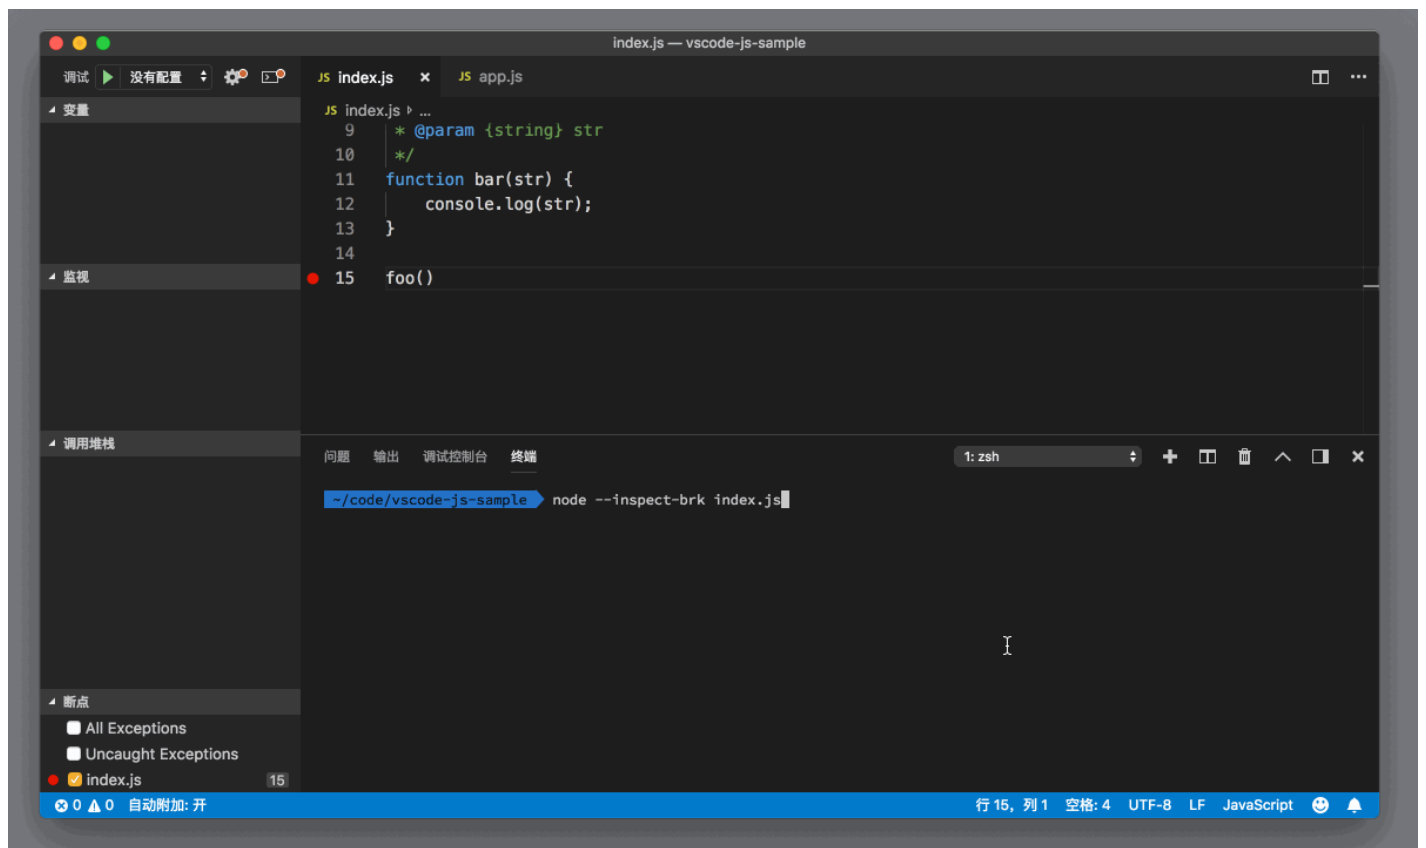 index.js — vscode-js-sample
调试 没有配置
JS index.js × JS app.js
变量
JS index.js ▸ ...
9 * @param {string} str
10 */
11 function bar(str) {
12 console.log(str);
13 }
14
监视
15 foo()
调用堆栈
问题 输出 调试控制台 终端 1: zsh
~/code/vscode-js-sample node --inspect-brk index.js
断点
All Exceptions
Uncaught Exceptions
index.js 15
0 0 自动附加: 开 行 15，列 1 空格: 4 UTF-8 LF JavaScript